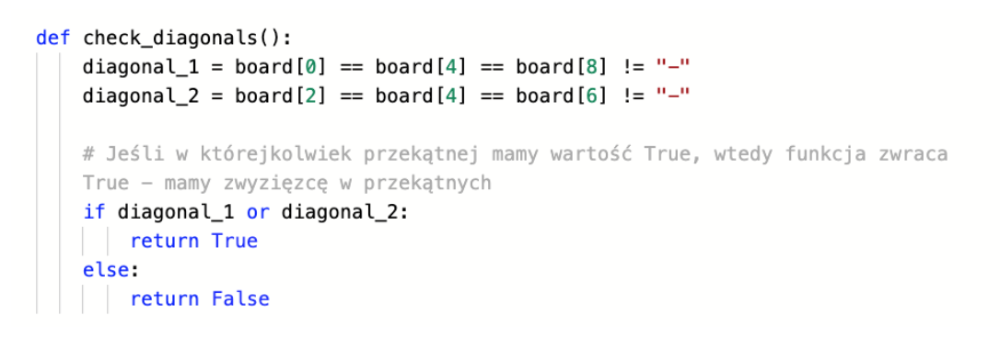 def check_diagonals():
diagonal_1 = board[0] == board[4] == board[8] != "-"
diagonal_2 = board[2] == board[4] == board[6] != "-"
# Jeśli w którejkolwiek przekątnej mamy wartość True, wtedy funkcja zwraca
True – mamy zwyzięzcę w przekątnych
if diagonal_1 or diagonal_2:
return True
else:
return False